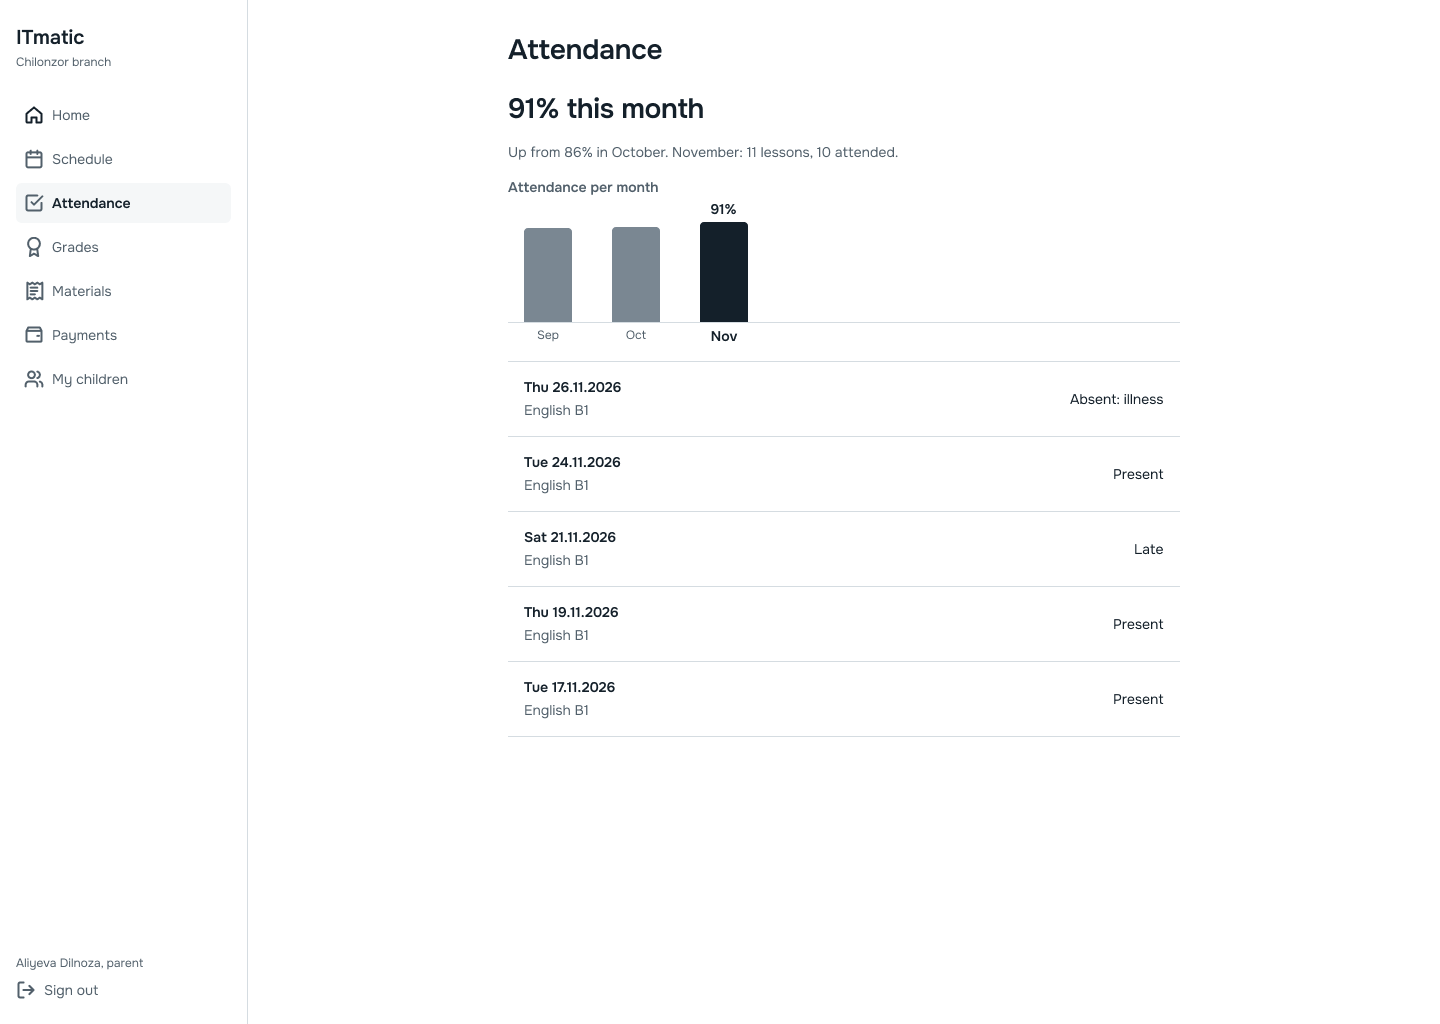 ITmatic
Chilonzor branch
Home
Schedule
Attendance
Grades
Materials
Payments
My children
Aliyeva Dilnoza, parent
Sign out
Attendance
91% this month
Up from 86% in October. November: 11 lessons, 10 attended.
Attendance per month
91%
Sep
Oct
Nov
Thu 26.11.2026
English B1
Absent: illness
Tue 24.11.2026
English B1
Present
Sat 21.11.2026
English B1
Late
Thu 19.11.2026
English B1
Present
Tue 17.11.2026
English B1
Present